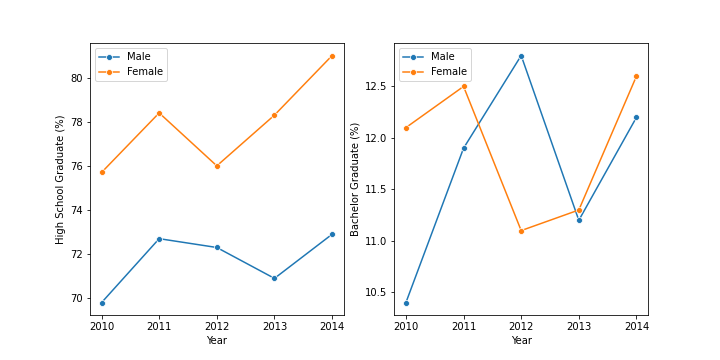 Male
Female
80
78
76
74
72
70
High School Graduate (%)
2010 2011 2012 2013 2014
Year
Male
Female
12.5
12.0
11.5
11.0
10.5
Bachelor Graduate (%)
2010 2011 2012 2013 2014
Year